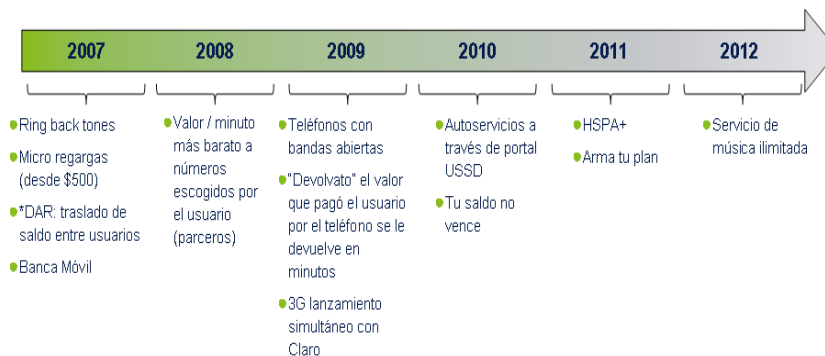 2007
2008
2009
2010
2011
2012
Ring back tones
Micro regargas
(desde $500)
*DAR: traslado de
saldo entre usuarios
Banca Móvil
Valor / minuto
más barato a
números
escogidos por
el usuario
(parceros)
Teléfonos con
bandas abiertas
"Devolvato" el valor
que pagó el usuario
por el teléfono se le
devuelve en
minutos
3G lanzamiento
simultáneo con
Claro
Autoservicios a
través de portal
USSD
Tu saldo no
vence
HSPA+
Arma tu plan
Servicio de
música ilimitada